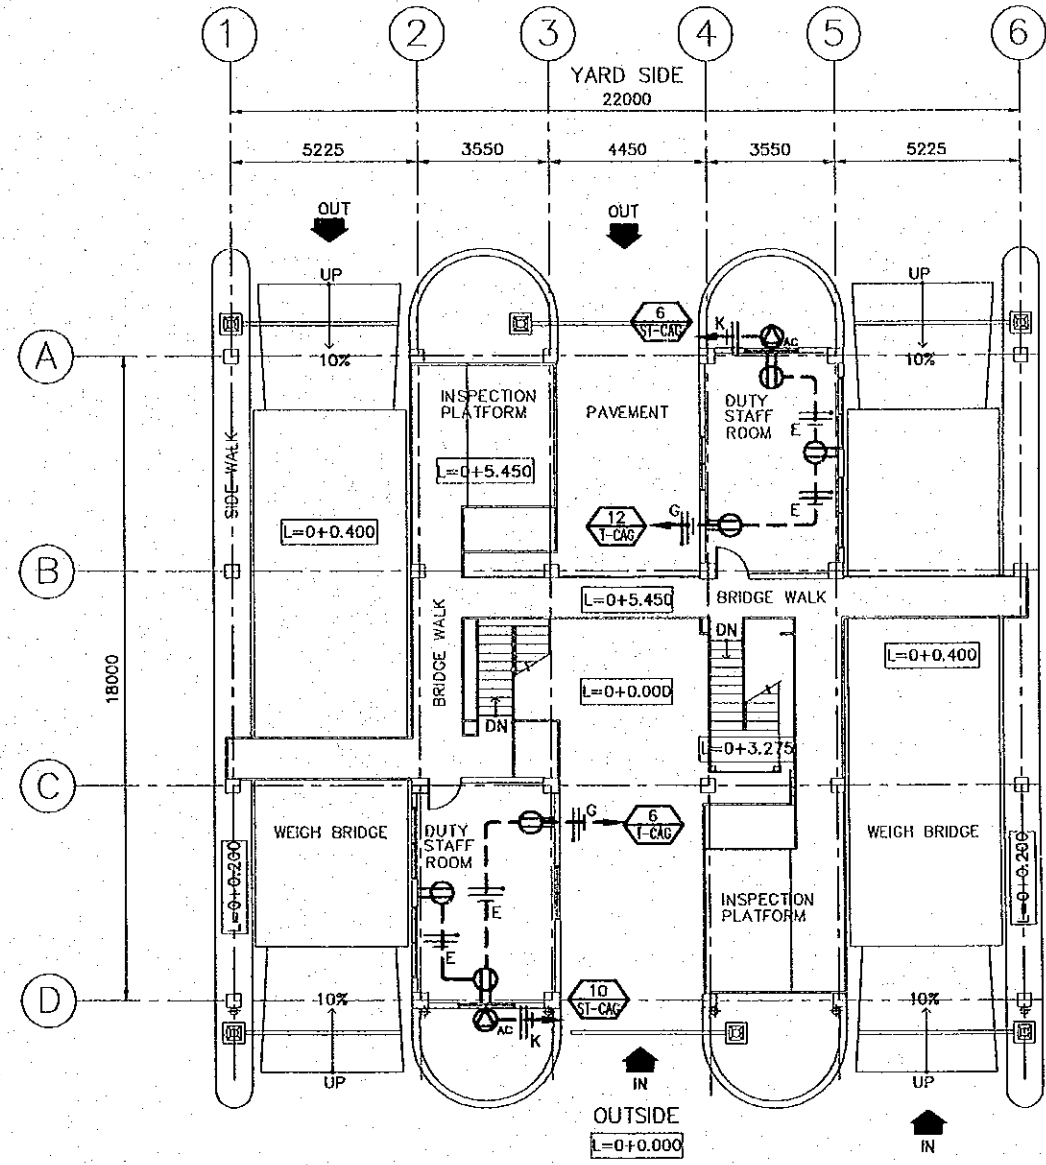 1 2 3 4 5 6
YARD SIDE
22000
5225 3550 4450 3550 5225
OUT OUT
UP UP
6
ST-CAG
K
AC
A
10% 10%
INSPECTION
PLATFORM
PAVEMENT
DUTY
STAFF
ROOM
E
SIDE WALK
L=0+5.450
E
L=0+0.400
12
T-CAG
G
B
L=0+5.450
BRIDGE WALK
BRIDGE WALK
DN
L=0+0.400
18000
L=0+0.000
DN
L=0+3.275
C
WEIGH BRIDGE
DUTY
STAFF
ROOM
G
6
T-CAG
WEIGH BRIDGE
L=0+0.200
L=0+0.200
E
INSPECTION
PLATFORM
E
D
10% 10%
10
ST-CAG
AC
K
UP UP
IN
OUTSIDE
L=0+0.000
IN